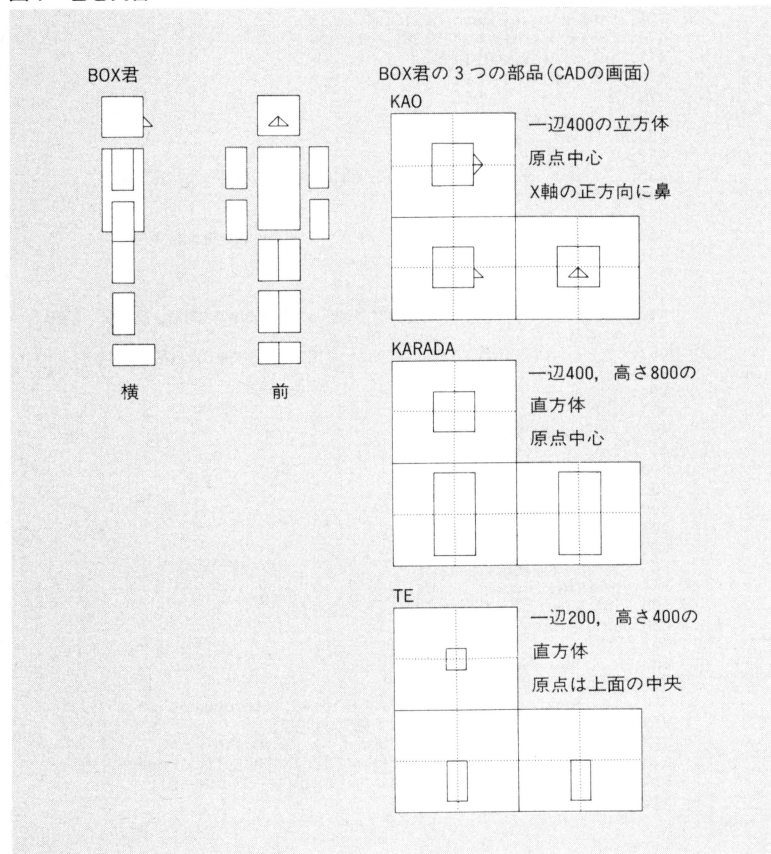 BOX君
横
前
BOX君の3つの部品(CADの画面)
KAO
一辺400の立方体
原点中心
X軸の正方向に鼻
KARADA
一辺400, 高さ800の
直方体
原点中心
TE
一辺200, 高さ400の
直方体
原点は上面の中央